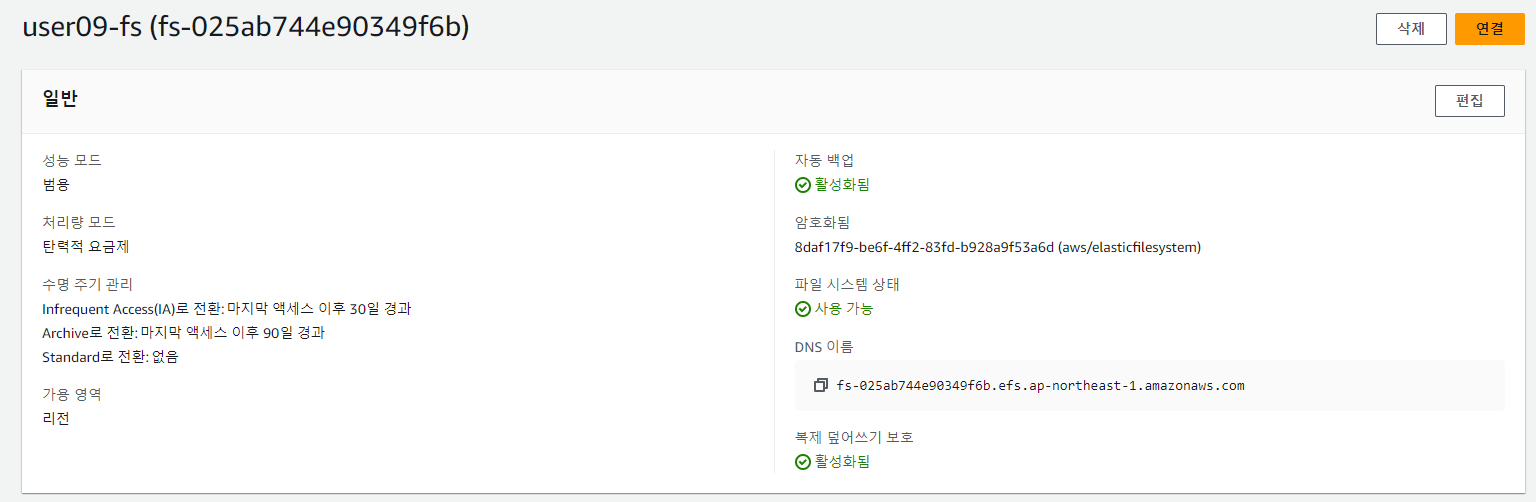 user09-fs (fs-025ab744e90349f6b)
삭제
연결
일반
편집
성능 모드
범용
처리량 모드
탄력적 요금제
수명 주기 관리
Infrequent Access(IA)로 전환: 마지막 액세스 이후 30일 경과
Archive로 전환: 마지막 액세스 이후 90일 경과
Standard로 전환: 없음
가용 영역
리전
자동 백업
활성화됨
암호화됨
8daf17f9-be6f-4ff2-83fd-b928a9f53a6d (aws/elasticfilesystem)
파일 시스템 상태
사용 가능
DNS 이름
fs-025ab744e90349f6b.efs.ap-northeast-1.amazonaws.com
복제 덮어쓰기 보호
활성화됨